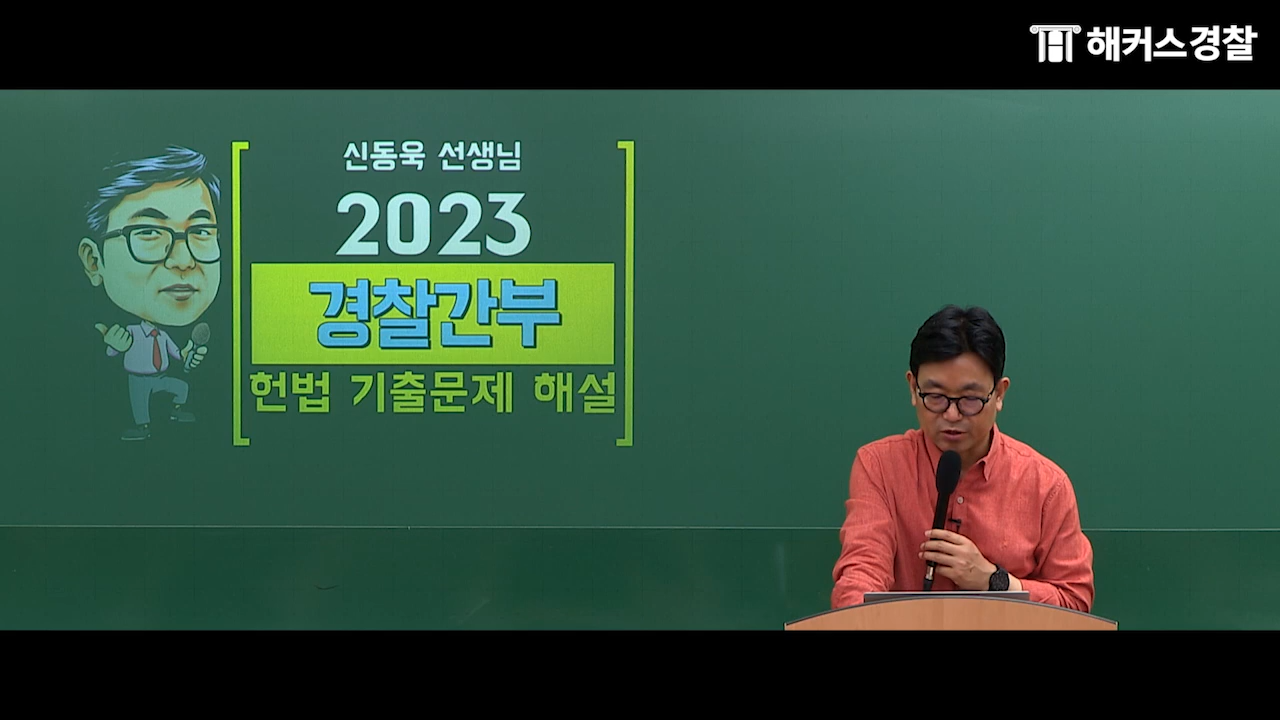 해커스경찰
신동욱 선생님
2023
경찰간부
헌법 기출문제 해설